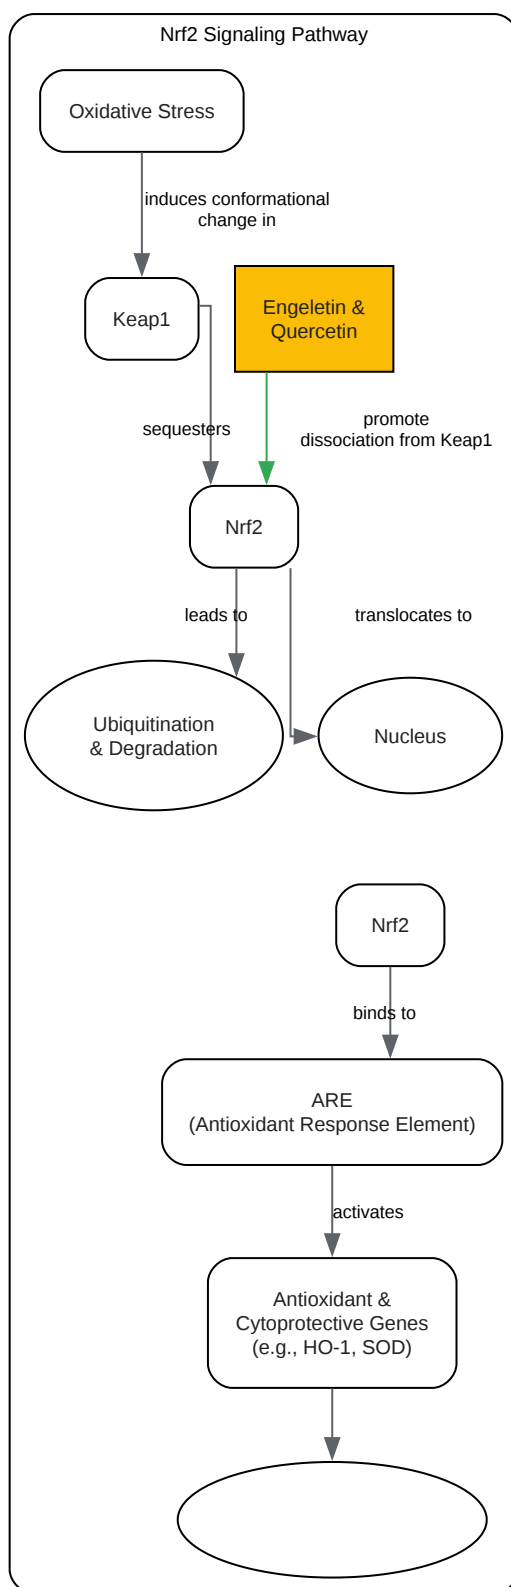 Nrf2 Signaling Pathway
Oxidative Stress
induces conformational
change in
Keap1
Engeletin &
Quercetin
sequesters
promote
dissociation from Keap1
Nrf2
leads to
translocates to
Ubiquitination
& Degradation
Nucleus
Nrf2
binds to
ARE
(Antioxidant Response Element)
activates
Antioxidant &
Cytoprotective Genes
(e.g., HO-1, SOD)